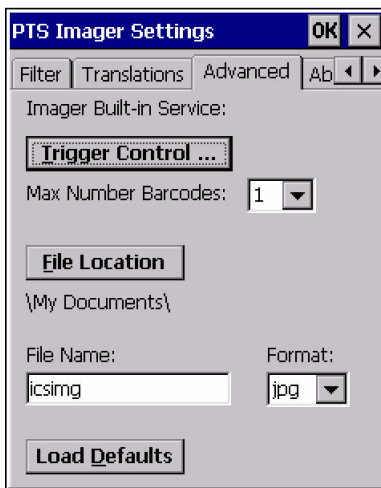 PTS Imager Settings OK ×
Filter Translations Advanced Ab
Imager Built-in Service:
Trigger Control ...
Max Number Barcodes: 1
File Location
\My Documents\
File Name: Format:
icsimg jpg
Load Defaults